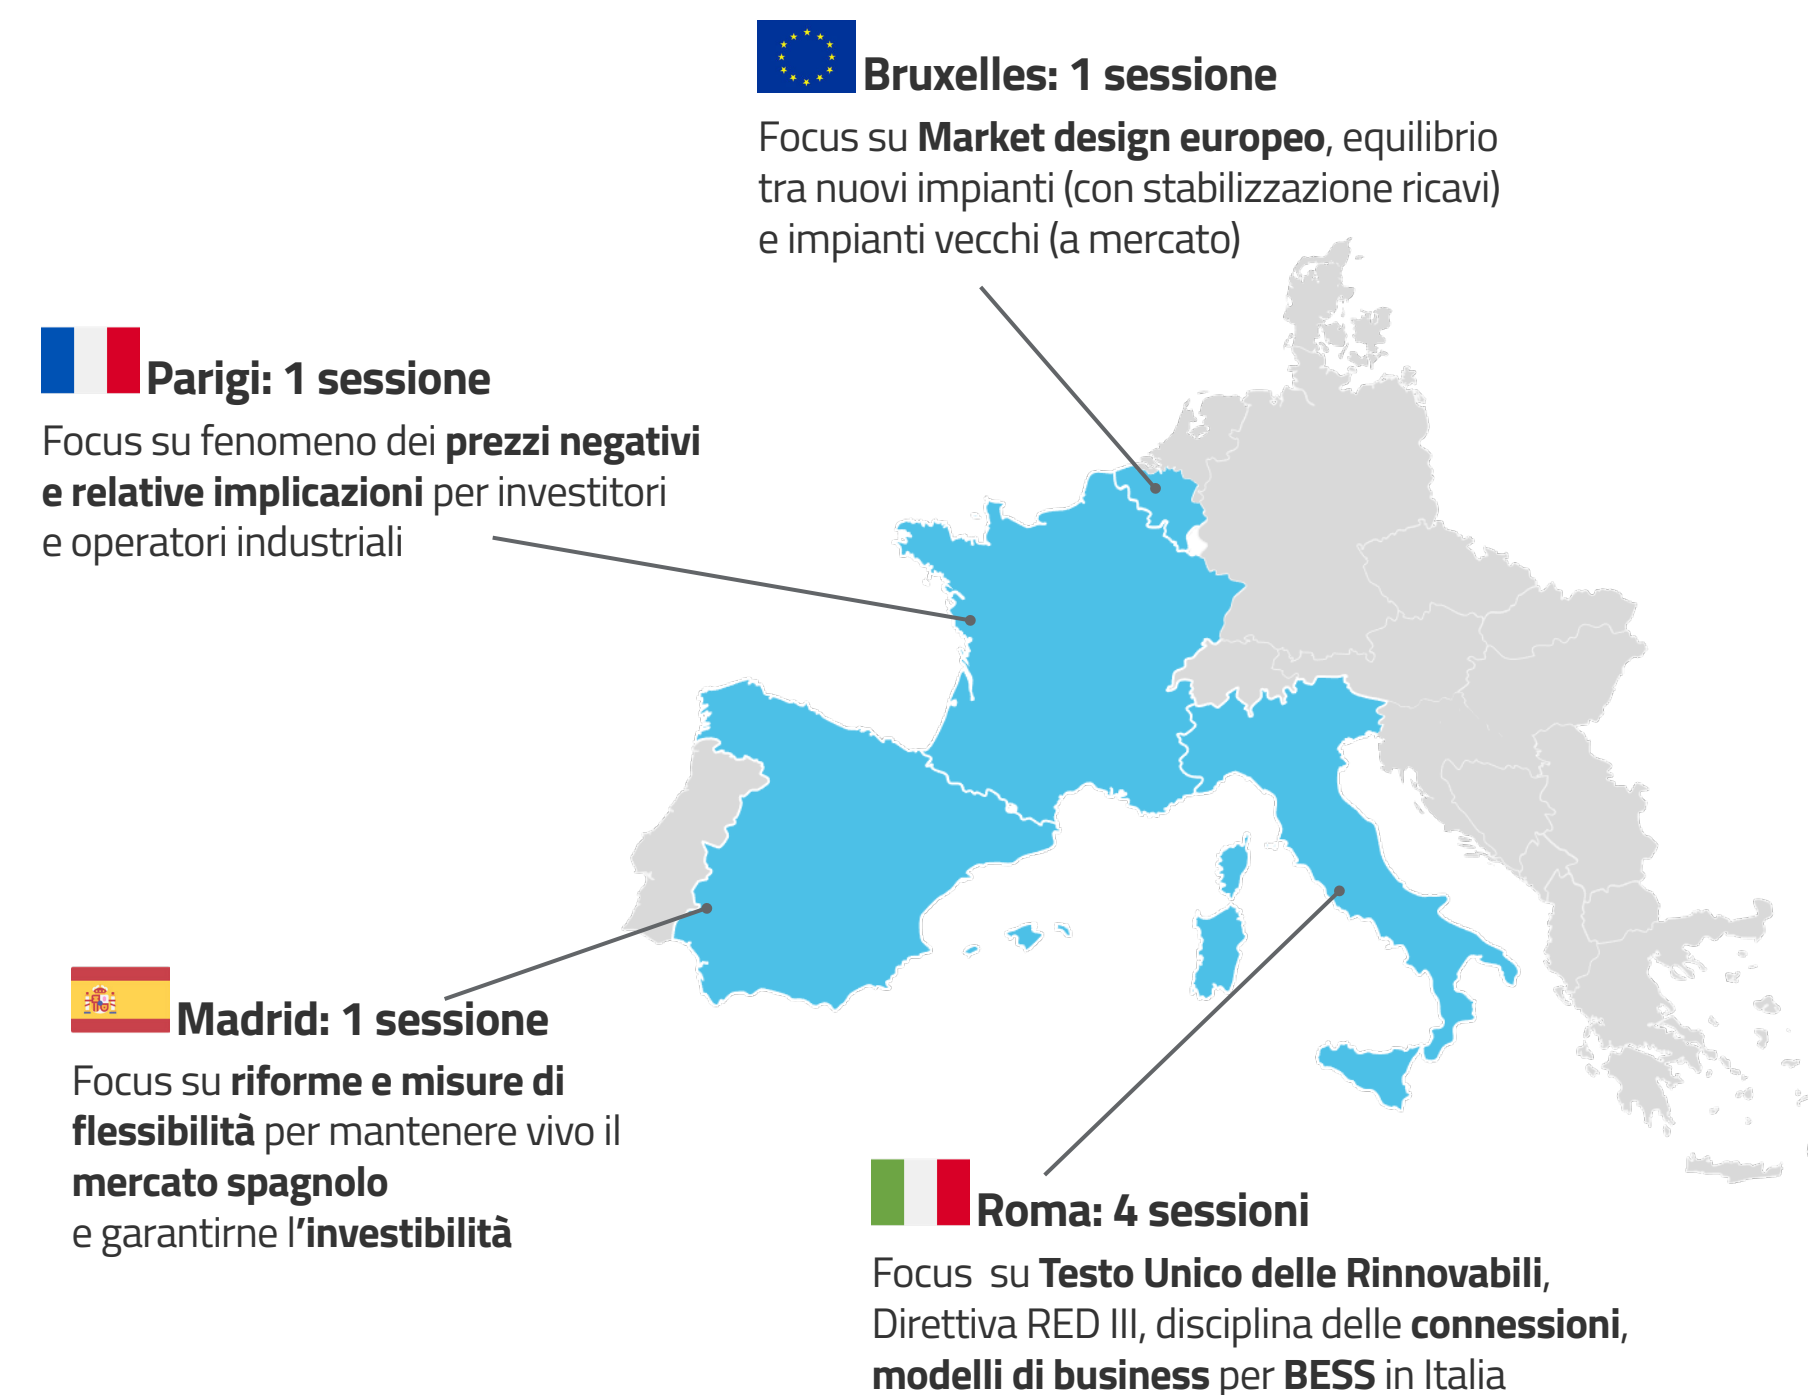 Bruxelles: 1 sessione
Focus su Market design europeo, equilibrio
tra nuovi impianti (con stabilizzazione ricavi)
e impianti vecchi (a mercato)
Parigi: 1 sessione
Focus su fenomeno dei prezzi negativi
e relative implicazioni per investitori
e operatori industriali
Madrid: 1 sessione
Focus su riforme e misure di
flessibilità per mantenere vivo il
mercato spagnolo
e garantirne l'investibilità
Roma: 4 sessioni
Focus su Testo Unico delle Rinnovabili,
Direttiva RED III, disciplina delle connessioni,
modelli di business per BESS in Italia